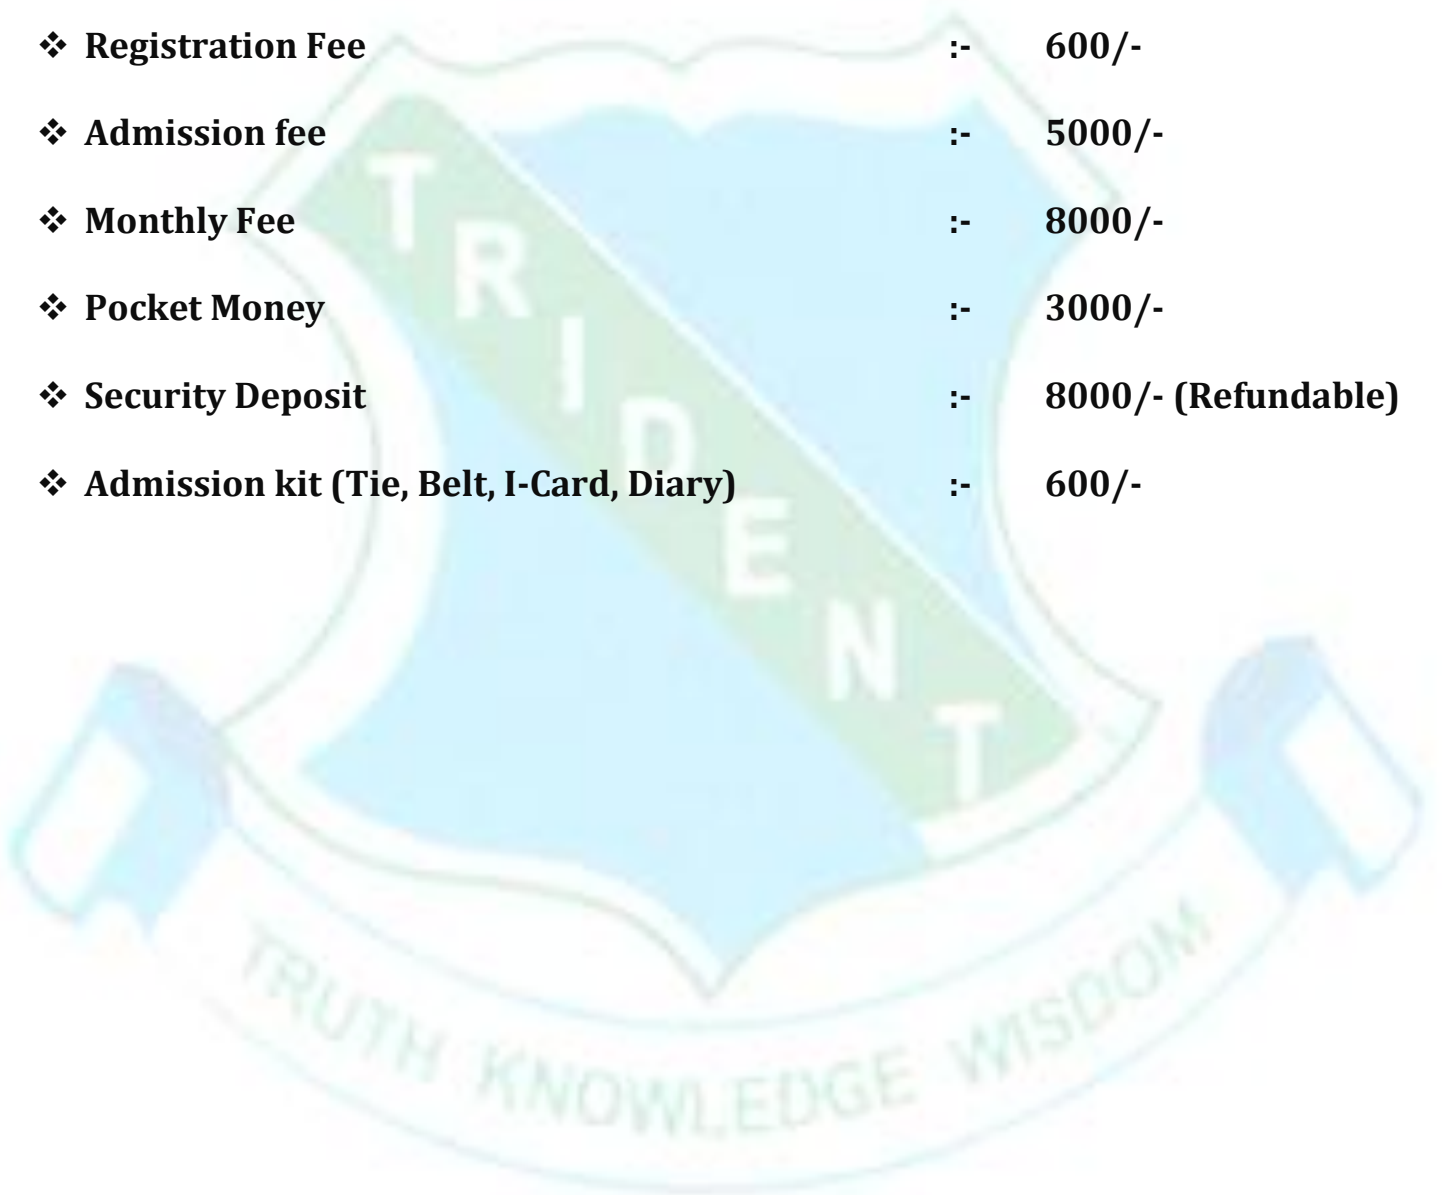 ❖ Registration Fee :- 600/-
❖ Admission fee :- 5000/-
❖ Monthly Fee :- 8000/-
❖ Pocket Money :- 3000/-
❖ Security Deposit :- 8000/- (Refundable)
❖ Admission kit (Tie, Belt, I-Card, Diary) :- 600/-
TRIDENT
TRUTH KNOWLEDGE WISDOM